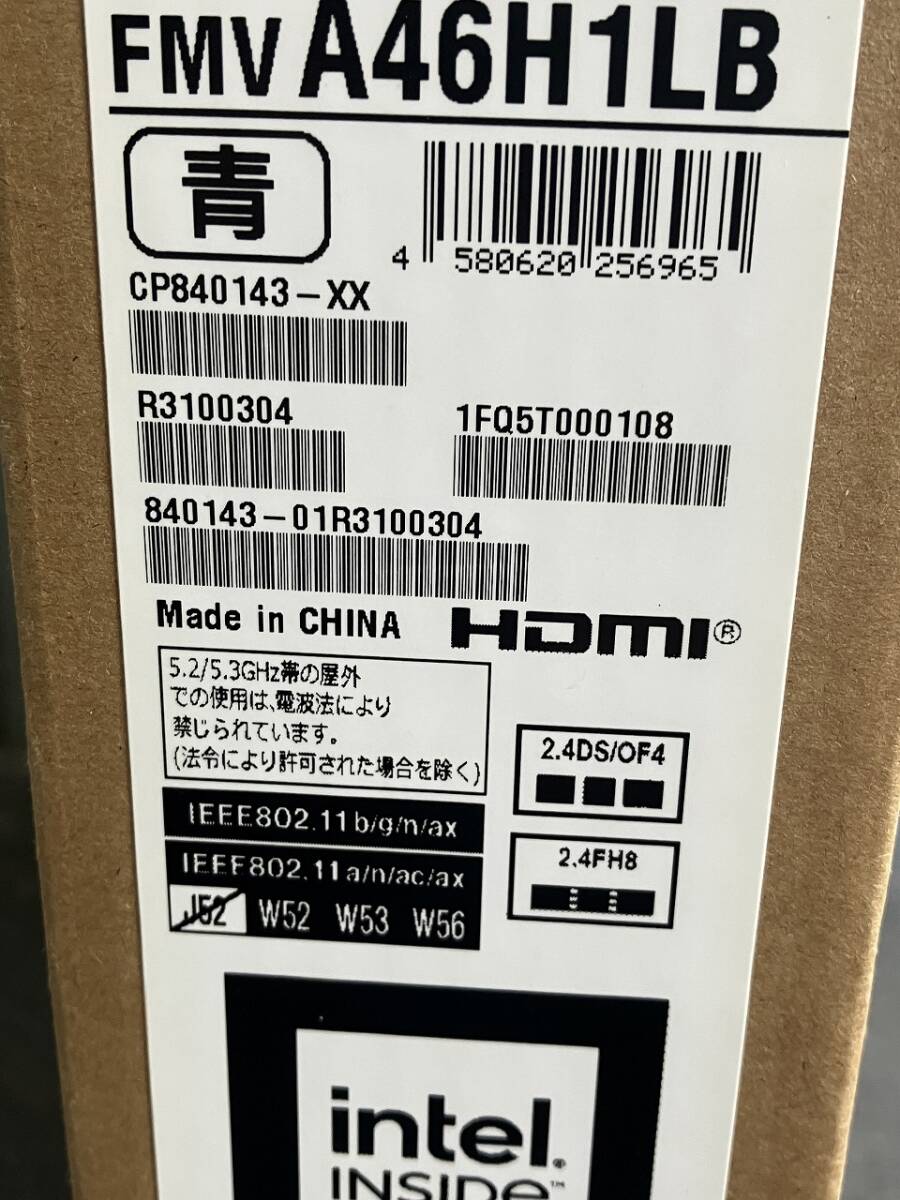 FMV A46H1LB
青
4 580620 256965
CP840143-XX
R3100304
1FQ5T000108
840143-01R3100304
Made in CHINA
HDMI®
5.2/5.3GHz帯の屋外
での使用は、電波法により
禁じられています。
(法令により許可された場合を除く)
2.4DS/OF4
IEEE802.11b/g/n/ax
2.4FH8
IEEE802.11a/n/ac/ax
J52 W52 W53 W56
intel®
INSIDE™